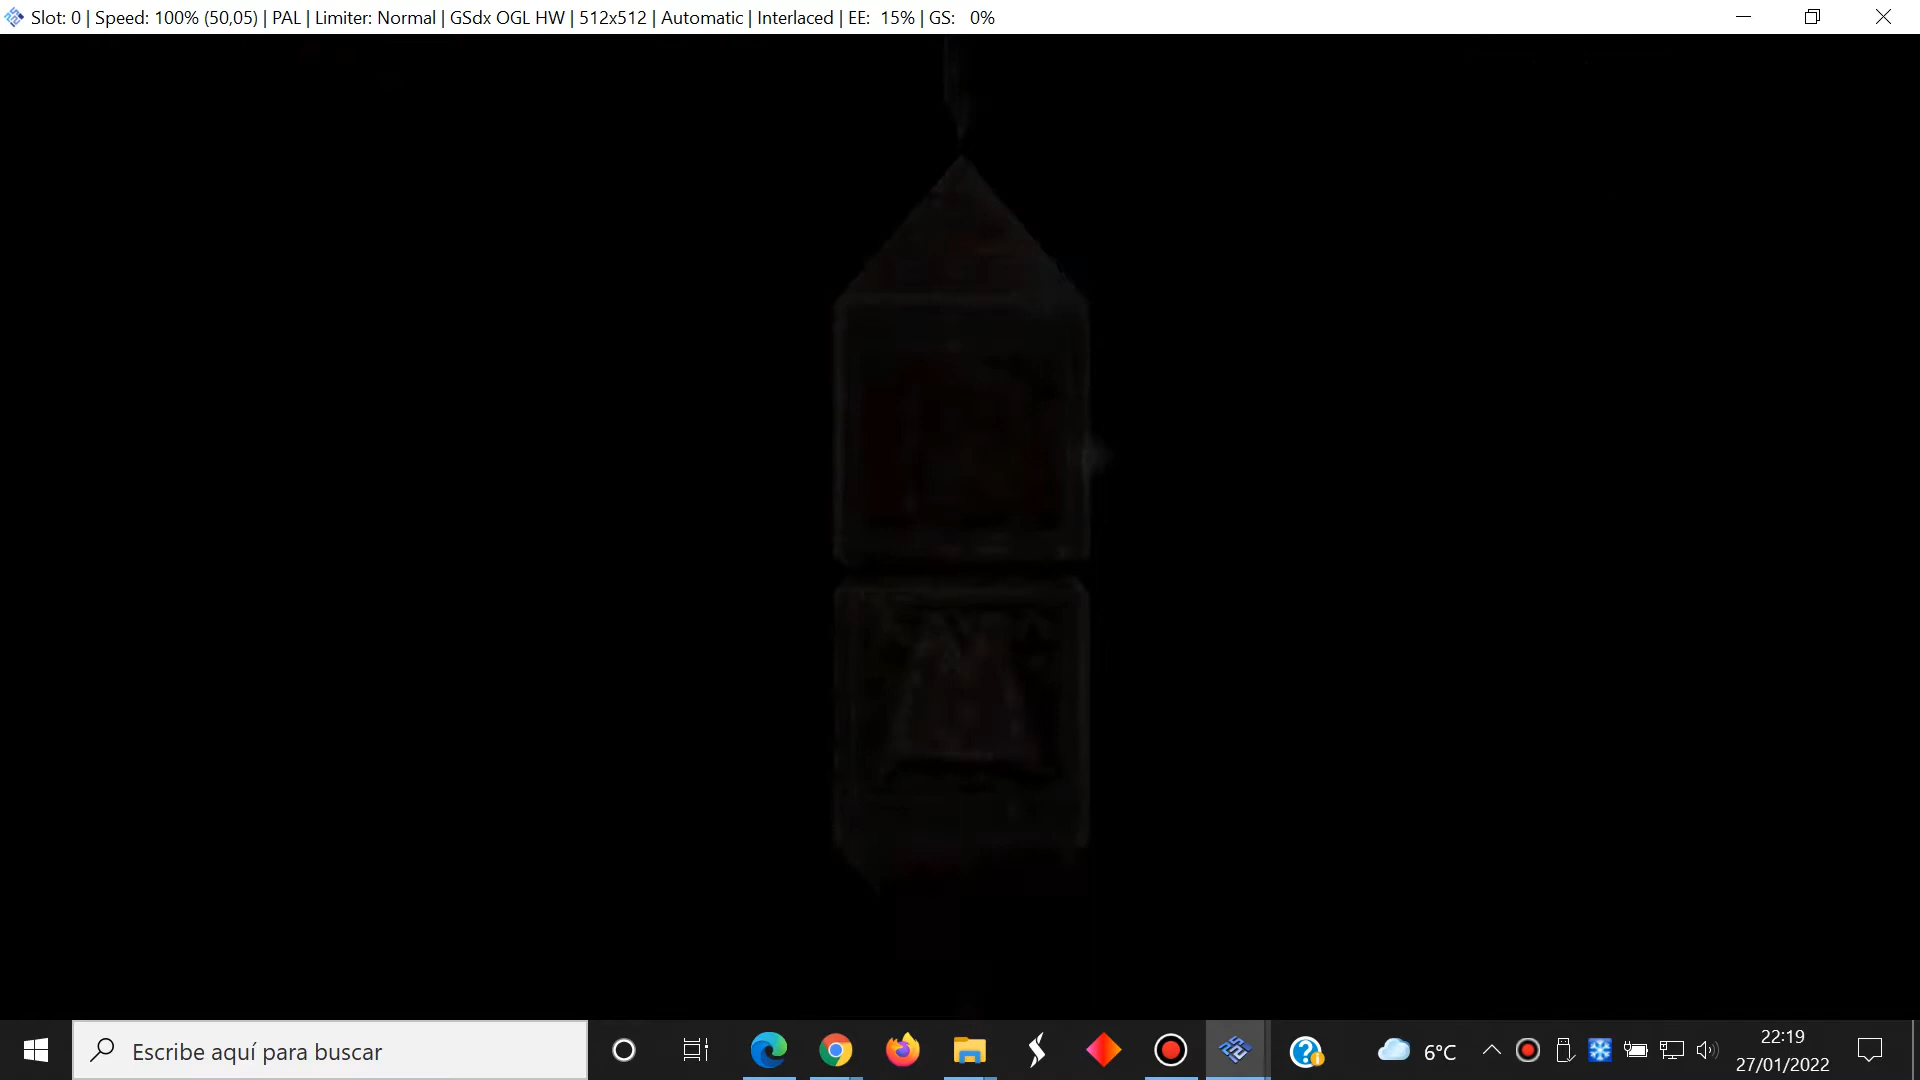 Slot: 0 | Speed: 100% (50,05) | PAL | Limiter: Normal | GSdx OGL HW | 512x512 | Automatic | Interlaced | EE:  15% | GS:   0%
Escribe aquí para buscar
6°C
22:19
27/01/2022